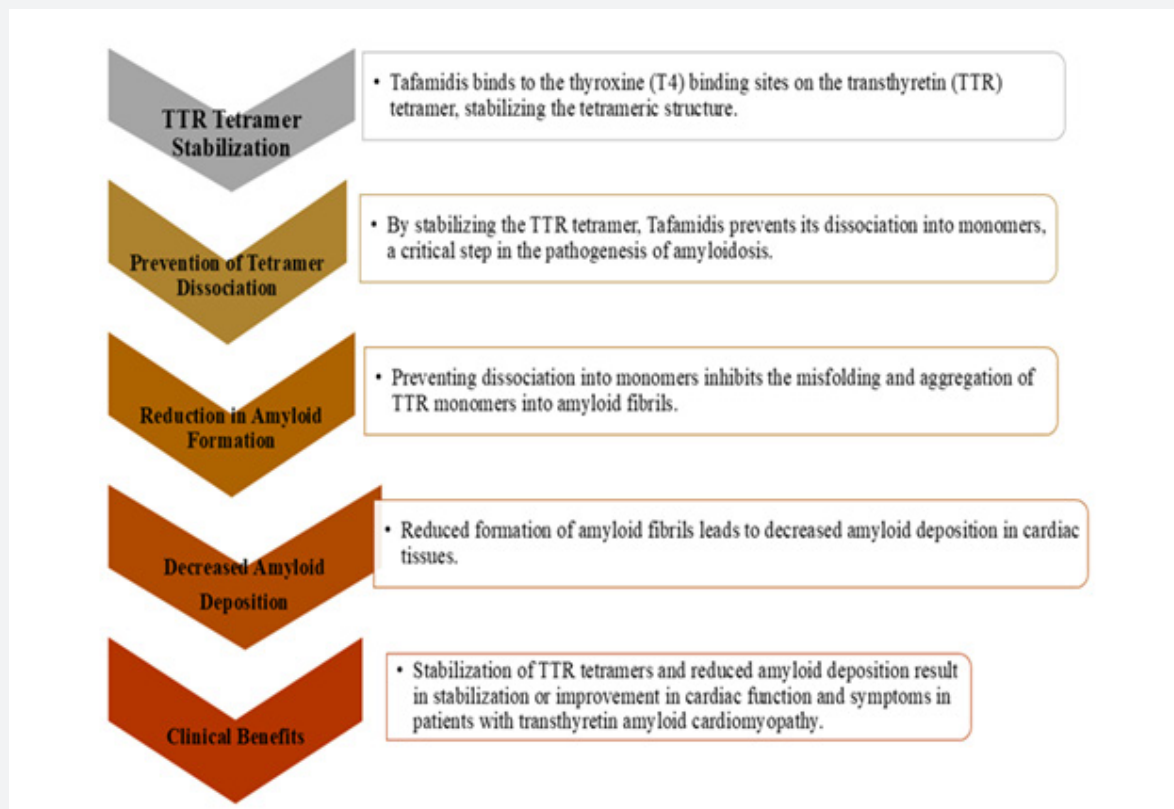 TTR Tetramer
Stabilization
• Tafamidis binds to the thyroxine (T4) binding sites on the transthyretin (TTR)
tetramer, stabilizing the tetrameric structure.
Prevention of Tetramer
Dissociation
• By stabilizing the TTR tetramer, Tafamidis prevents its dissociation into monomers,
a critical step in the pathogenesis of amyloidosis.
Reduction in Amyloid
Formation
• Preventing dissociation into monomers inhibits the misfolding and aggregation of
TTR monomers into amyloid fibrils.
Decreased Amyloid
Deposition
• Reduced formation of amyloid fibrils leads to decreased amyloid deposition in cardiac
tissues.
Clinical Benefits
• Stabilization of TTR tetramers and reduced amyloid deposition result
in stabilization or improvement in cardiac function and symptoms in
patients with transthyretin amyloid cardiomyopathy.